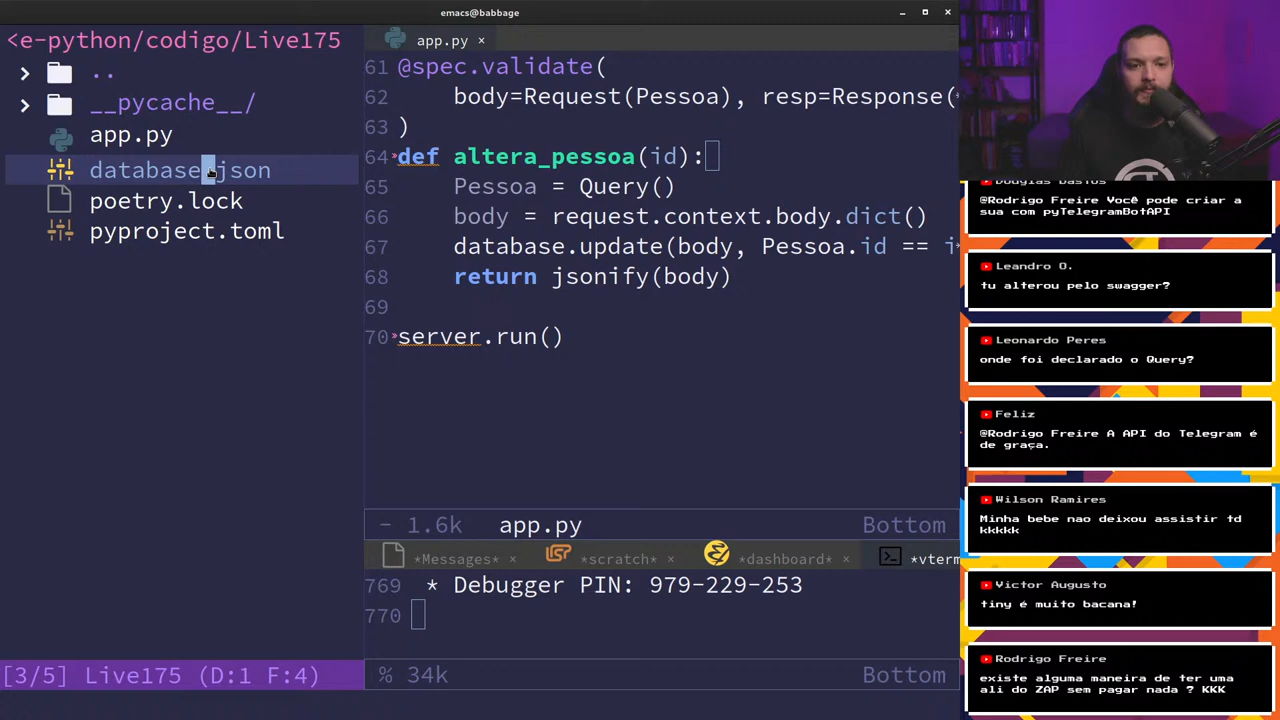 emacs@babbage
<e-python/codigo/Live175
..
__pycache__/
app.py
database.json
poetry.lock
pyproject.toml
[3/5] Live175 (D:1 F:4)
app.py ×
61 @spec.validate(
62 body=Request(Pessoa), resp=Response(
63 )
64 def altera_pessoa(id):
65 Pessoa = Query()
66 body = request.context.body.dict()
67 database.update(body, Pessoa.id == i
68 return jsonify(body)
69
70 server.run()
- 1.6k app.py Bottom
*Messages* × *scratch* × *dashboard* × *vterm
769 * Debugger PIN: 979-229-253
770
% 34k Bottom
@Rodrigo Freire Você pode criar a
sua com pyTelegramBotAPI
Leandro O.
tu alterou pelo swagger?
Leonardo Peres
onde foi declarado o Query?
Feliz
@Rodrigo Freire A API do Telegram é
de graça.
Wilson Ramires
Minha bebe nao deixou assistir td
kkkkk
Victor Augusto
tiny é muito bacana!
Rodrigo Freire
existe alguma maneira de ter uma
ali do ZAP sem pagar nada ? KKK